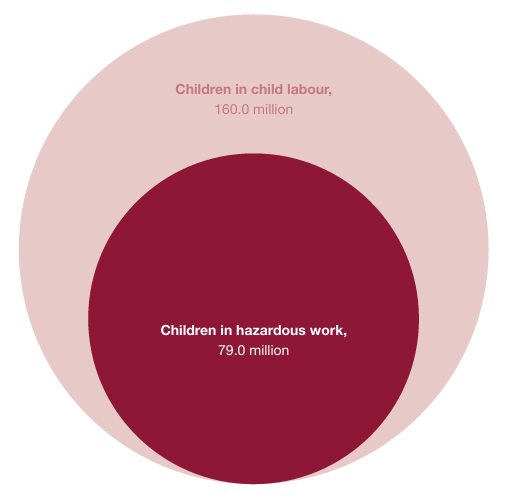 Children in child labour,
160.0 million
Children in hazardous work,
79.0 million